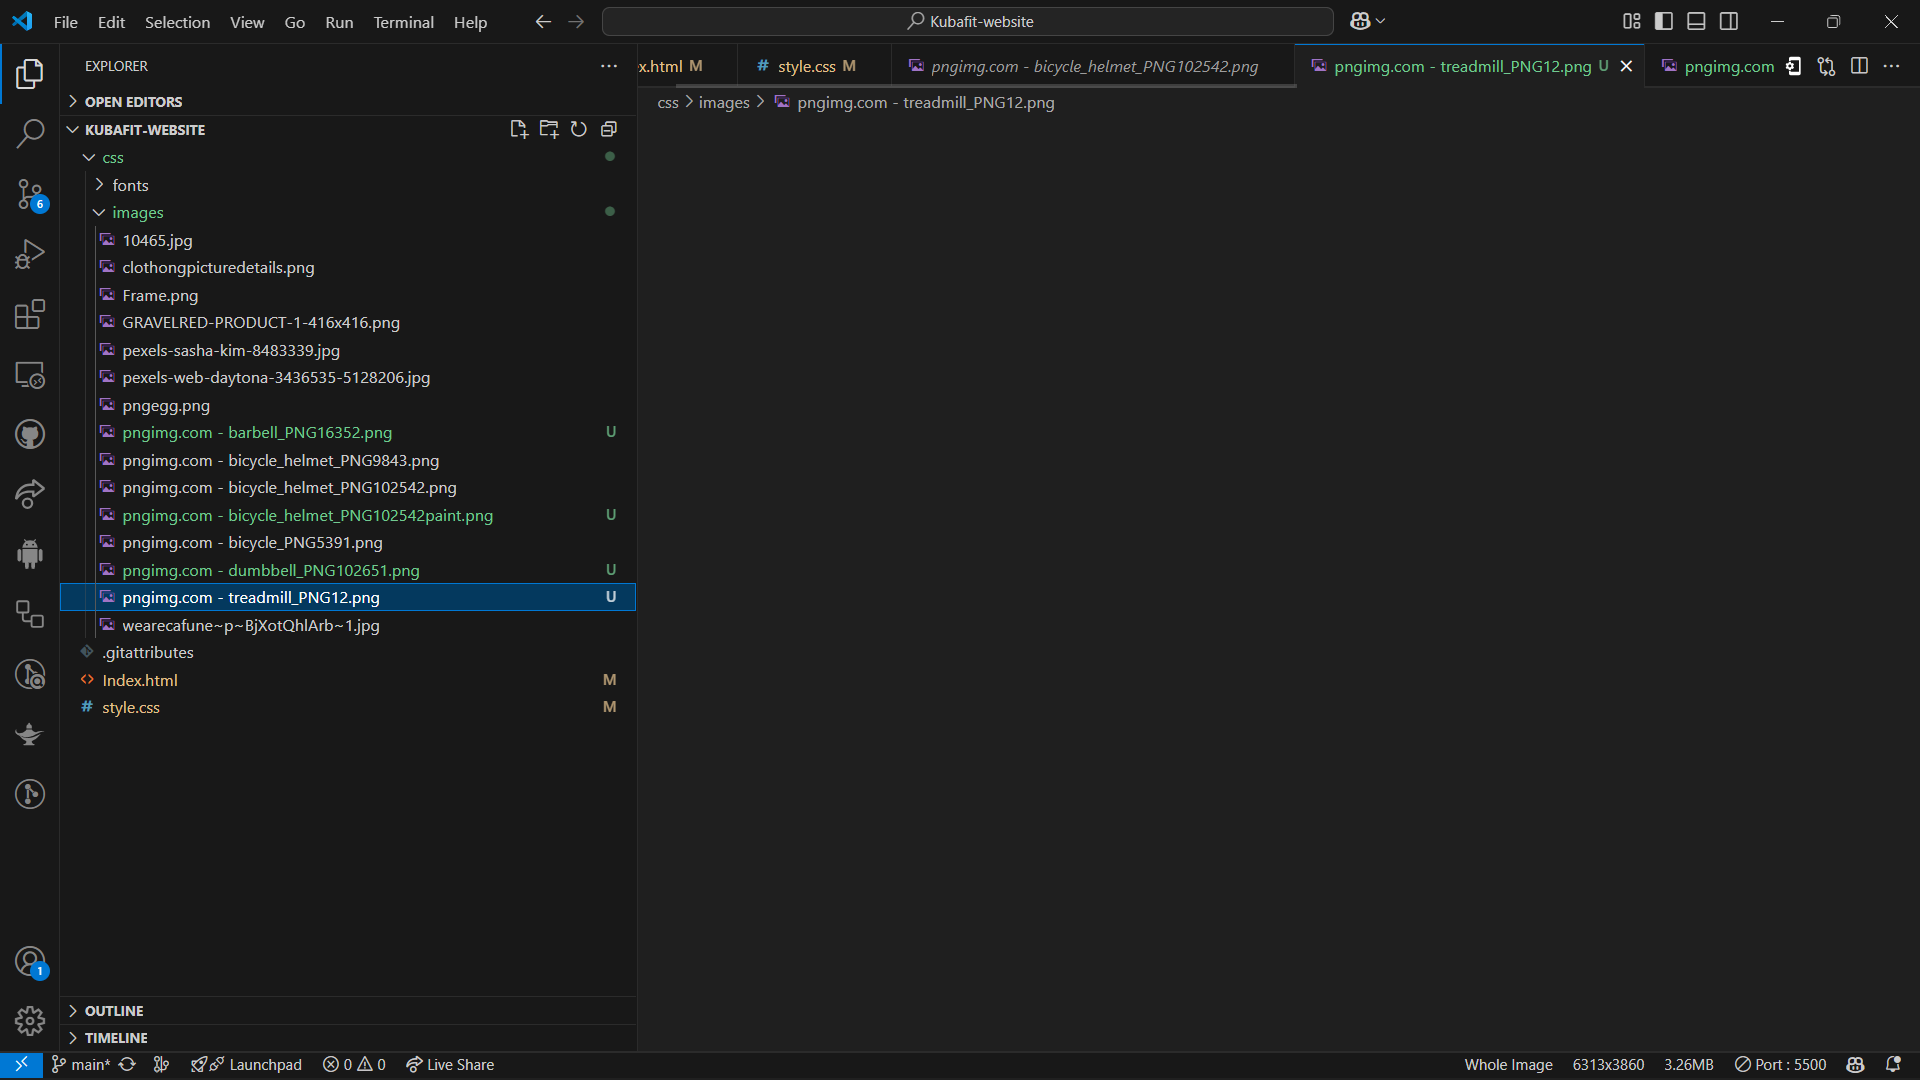 File Edit Selection View Go Run Terminal Help
Kubafit-website
EXPLORER
x.html M
style.css M
pngimg.com - bicycle_helmet_PNG102542.png
pngimg.com - treadmill_PNG12.png U
pngimg.com
css > images > pngimg.com - treadmill_PNG12.png
OPEN EDITORS
KUBAFIT-WEBSITE
css
fonts
images
10465.jpg
clothongpicturedetails.png
Frame.png
GRAVELRED-PRODUCT-1-416x416.png
pexels-sasha-kim-8483339.jpg
pexels-web-daytona-3436535-5128206.jpg
pngegg.png
pngimg.com - barbell_PNG16352.png U
pngimg.com - bicycle_helmet_PNG9843.png
pngimg.com - bicycle_helmet_PNG102542.png
pngimg.com - bicycle_helmet_PNG102542paint.png U
pngimg.com - bicycle_PNG5391.png
pngimg.com - dumbbell_PNG102651.png U
pngimg.com - treadmill_PNG12.png U
wearecafune~p~BjXotQhlArb~1.jpg
.gitattributes
Index.html M
style.css M
6
1
OUTLINE
TIMELINE
main* Launchpad 0 0 Live Share
Whole Image 6313x3860 3.26MB Port : 5500